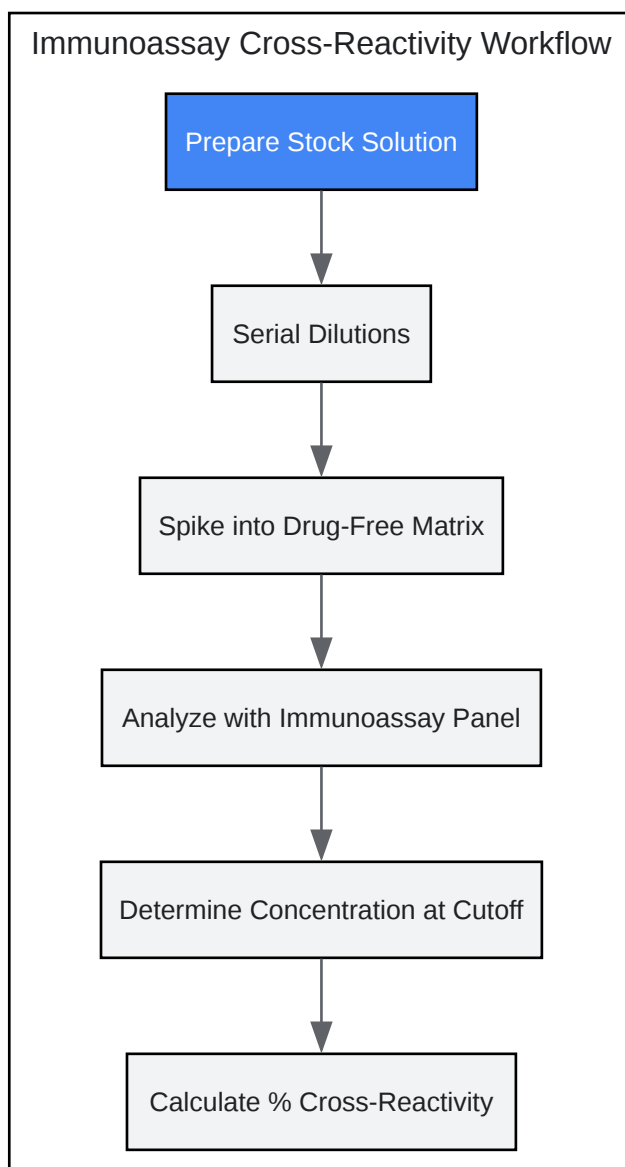 Immunoassay Cross-Reactivity Workflow
Prepare Stock Solution
Serial Dilutions
Spike into Drug-Free Matrix
Analyze with Immunoassay Panel
Determine Concentration at Cutoff
Calculate % Cross-Reactivity